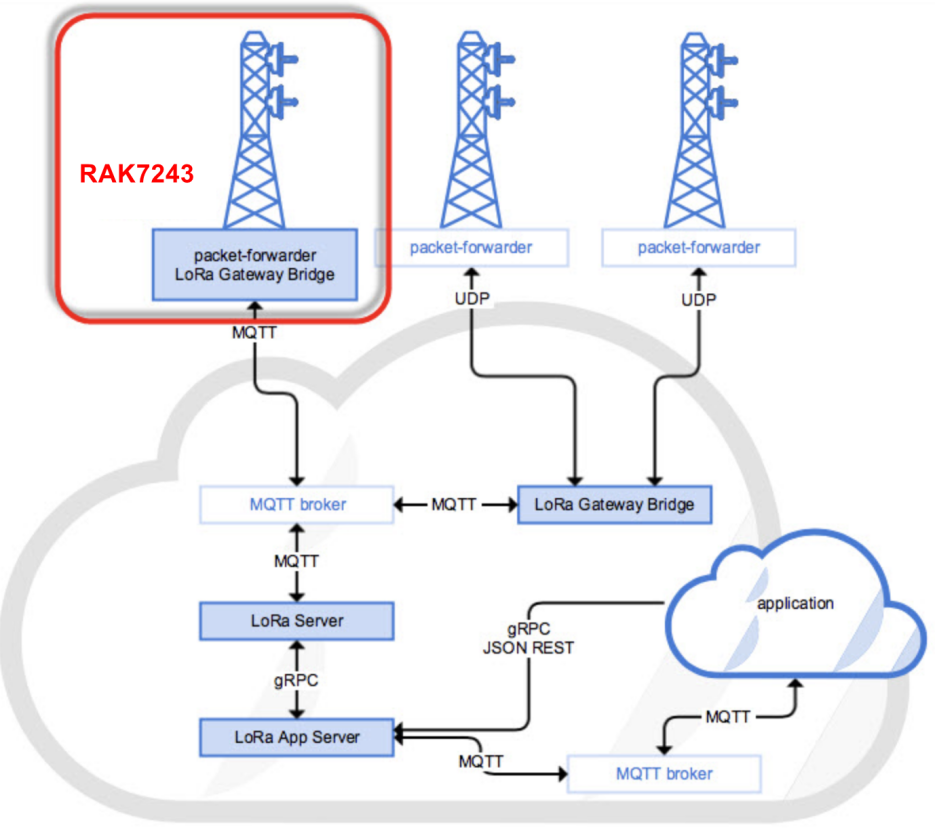 RAK7243
packet-forwarder
LoRa Gateway Bridge
packet-forwarder
packet-forwarder
MQTT
UDP
UDP
MQTT broker
MQTT
LoRa Gateway Bridge
MQTT
LoRa Server
gRPC
LoRa App Server
gRPC
JSON REST
application
MQTT
MQTT
MQTT broker